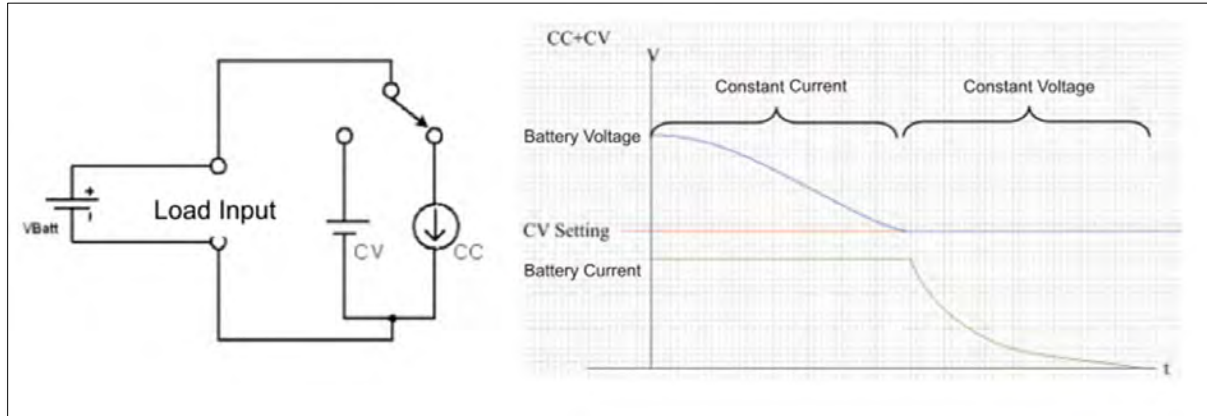 VBatt
+
Load Input
CV
CC
CC+CV
V
Constant Current
Constant Voltage
Battery Voltage
CV Setting
Battery Current
t